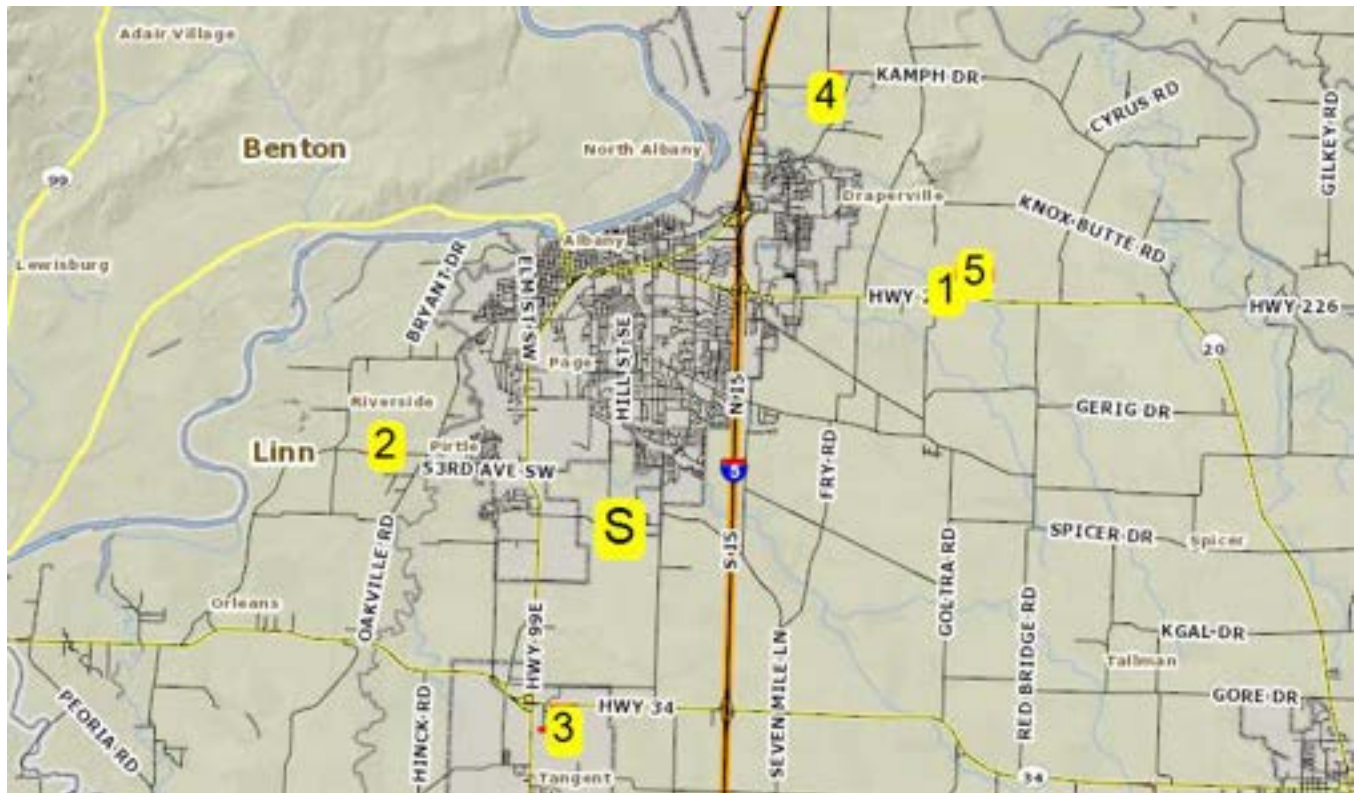 Adair Village
KAMPH DR
4
CYRUS RD
GILKEY RD
Benton
North Albany
99
Draperville
KNOX BUTTE RD
Albany
Lewisburg
BRYANT DR
ELM ST SW
5
1
HWY 2
HWY 226
20
Page
HILL ST SE
N I5
Riverside
GERIG DR
2
Linn
Pirtle
53RD AVE SW
5
FRY RD
S
S I5
SPICER DR
Spicer
OAKVILLE RD
GOLTRA RD
Orleans
RED BRIDGE RD
KGAL DR
Tallman
HWY 99E
SEVEN MILE LN
PEORIA RD
HINCK RD
HWY 34
GORE DR
3
Tangent
34